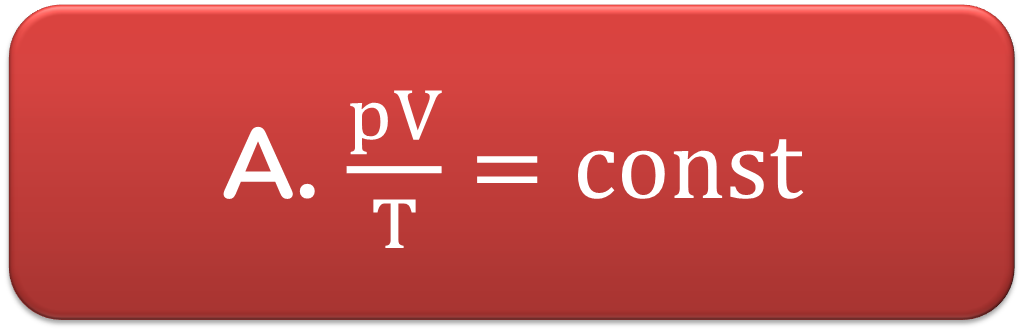 A. pV/T = const